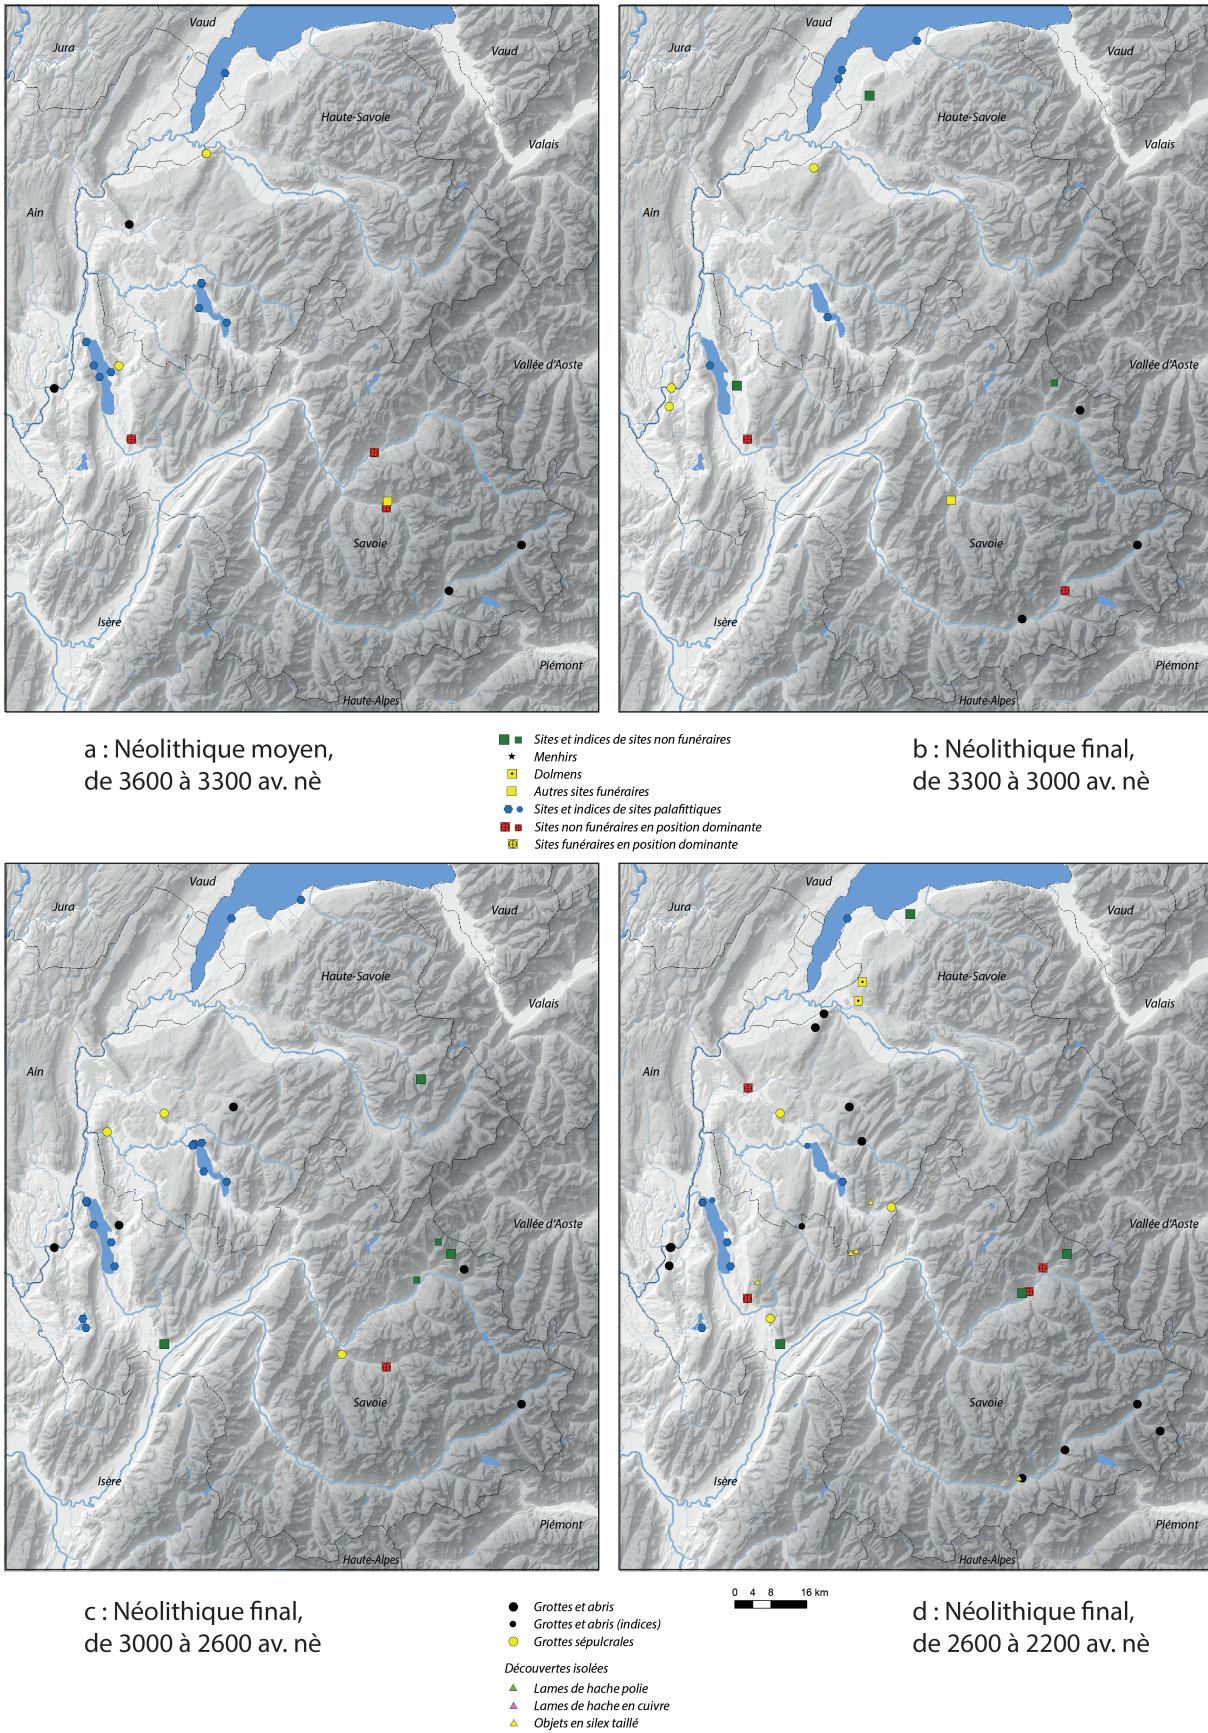 Vaud
Jura
Vaud
Haute-Savoie
Valais
Ain
Vallée d'Aoste
Savoie
Isère
Piémont
Haute-Alpes
Vaud
Jura
Vaud
Haute-Savoie
Valais
Ain
Vallée d'Aoste
Savoie
Isère
Piémont
Haute-Alpes
a : Néolithique moyen,
de 3600 à 3300 av. nè
Sites et indices de sites non funéraires
Menhirs
Dolmens
Autres sites funéraires
Sites et indices de sites palafittiques
Sites non funéraires en position dominante
Sites funéraires en position dominante
b : Néolithique final,
de 3300 à 3000 av. nè
Vaud
Jura
Vaud
Haute-Savoie
Valais
Ain
Vallée d'Aoste
Savoie
Isère
Piémont
Haute-Alpes
Vaud
Jura
Vaud
Haute-Savoie
Valais
Ain
Vallée d'Aoste
Savoie
Isère
Piémont
Haute-Alpes
c : Néolithique final,
de 3000 à 2600 av. nè
Grottes et abris
Grottes et abris (indices)
Grottes sépulcrales
Découvertes isolées
Lames de hache polie
Lames de hache en cuivre
Objets en silex taillé
0 4 8 16 km
d : Néolithique final,
de 2600 à 2200 av. nè